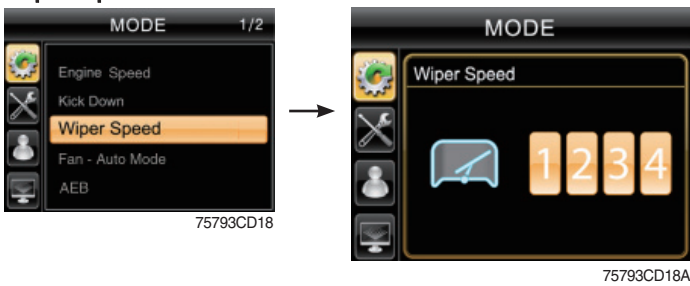 MODE 1/2
Engine Speed
Kick Down
Wiper Speed
Fan - Auto Mode
AEB
75793CD18
MODE
Wiper Speed
1 2 3 4
75793CD18A